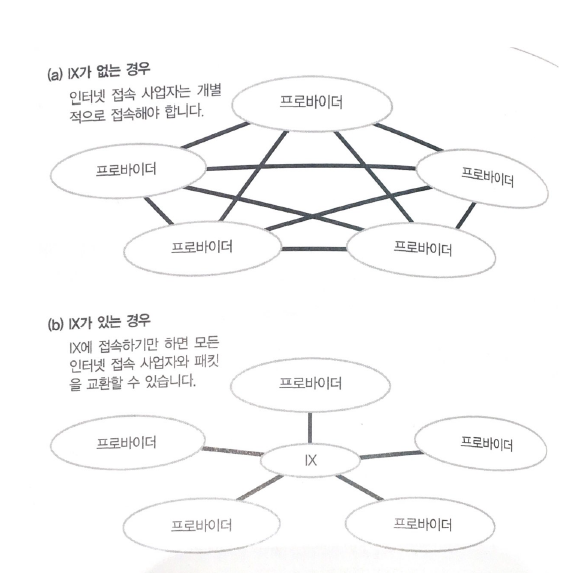 (a) IX가 없는 경우
인터넷 접속 사업자는 개별
적으로 접속해야 합니다.
프로바이더
프로바이더
프로바이더
프로바이더
프로바이더
(b) IX가 있는 경우
IX에 접속하기만 하면 모든
인터넷 접속 사업자와 패킷
을 교환할 수 있습니다.
프로바이더
프로바이더
프로바이더
IX
프로바이더
프로바이더